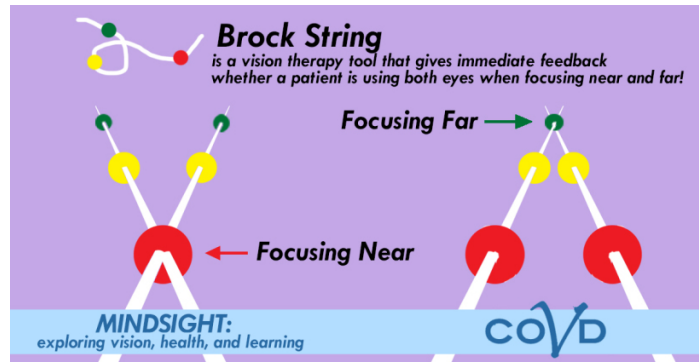 Brock String
is a vision therapy tool that gives immediate feedback
whether a patient is using both eyes when focusing near and far!
Focusing Far
Focusing Near
MINDSIGHT:
exploring vision, health, and learning
COVD